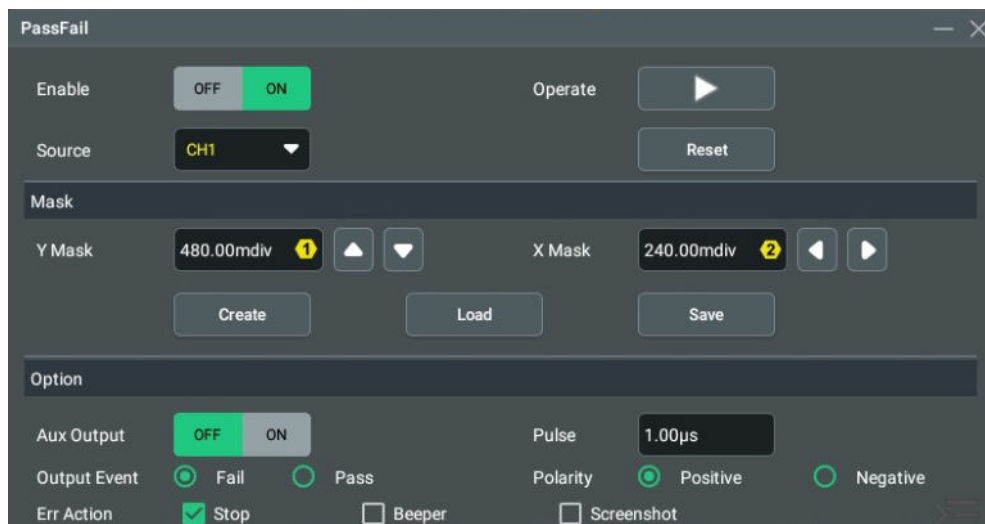 PassFail
Enable OFF ON Operate
Source CH1 Reset
Mask
Y Mask 480.00mdiv 1 X Mask 240.00mdiv 2
Create Load Save
Option
Aux Output OFF ON Pulse 1.00µs
Output Event Fail Pass Polarity Positive Negative
Err Action Stop Beeper Screenshot